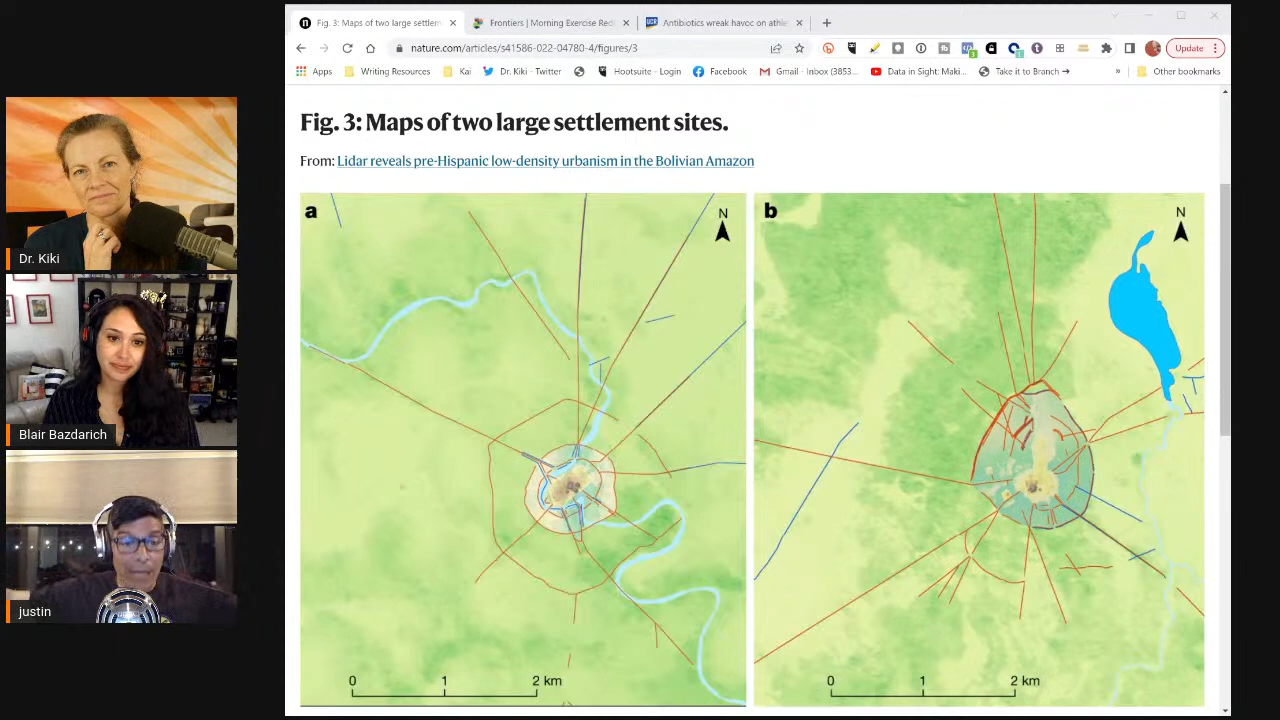 Fig. 3: Maps of two large settlem
Frontiers | Morning Exercise Redu
Antibiotics wreak havoc on athle
nature.com/articles/s41586-022-04780-4/figures/3
Update
Apps
Writing Resources
Kai
Dr. Kiki - Twitter
Hootsuite - Login
Facebook
Gmail - Inbox (3853...
Data in Sight: Maki...
Take it to Branch →
»
Other bookmarks
Fig. 3: Maps of two large settlement sites.
From: Lidar reveals pre-Hispanic low-density urbanism in the Bolivian Amazon
a
N
b
N
0 1 2 km
0 1 2 km
Dr. Kiki
Blair Bazdarich
justin